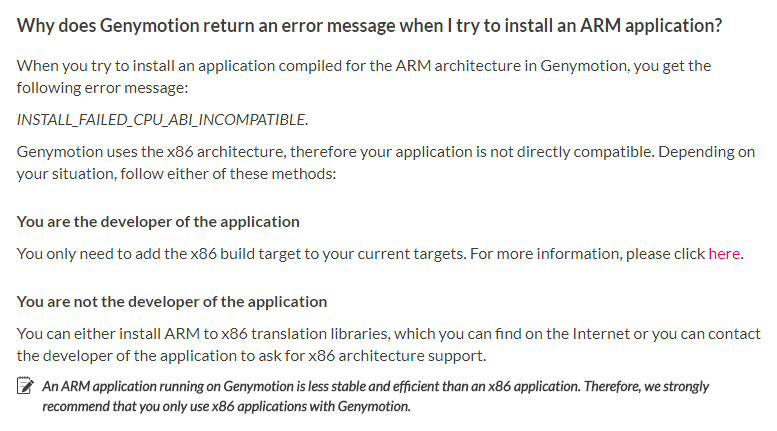 Why does Genymotion return an error message when I try to install an ARM application?
When you try to install an application compiled for the ARM architecture in Genymotion, you get the
following error message:
INSTALL_FAILED_CPU_ABI_INCOMPATIBLE.
Genymotion uses the x86 architecture, therefore your application is not directly compatible. Depending on
your situation, follow either of these methods:
You are the developer of the application
You only need to add the x86 build target to your current targets. For more information, please click here.
You are not the developer of the application
You can either install ARM to x86 translation libraries, which you can find on the Internet or you can contact
the developer of the application to ask for x86 architecture support.
An ARM application running on Genymotion is less stable and efficient than an x86 application. Therefore, we strongly
recommend that you only use x86 applications with Genymotion.